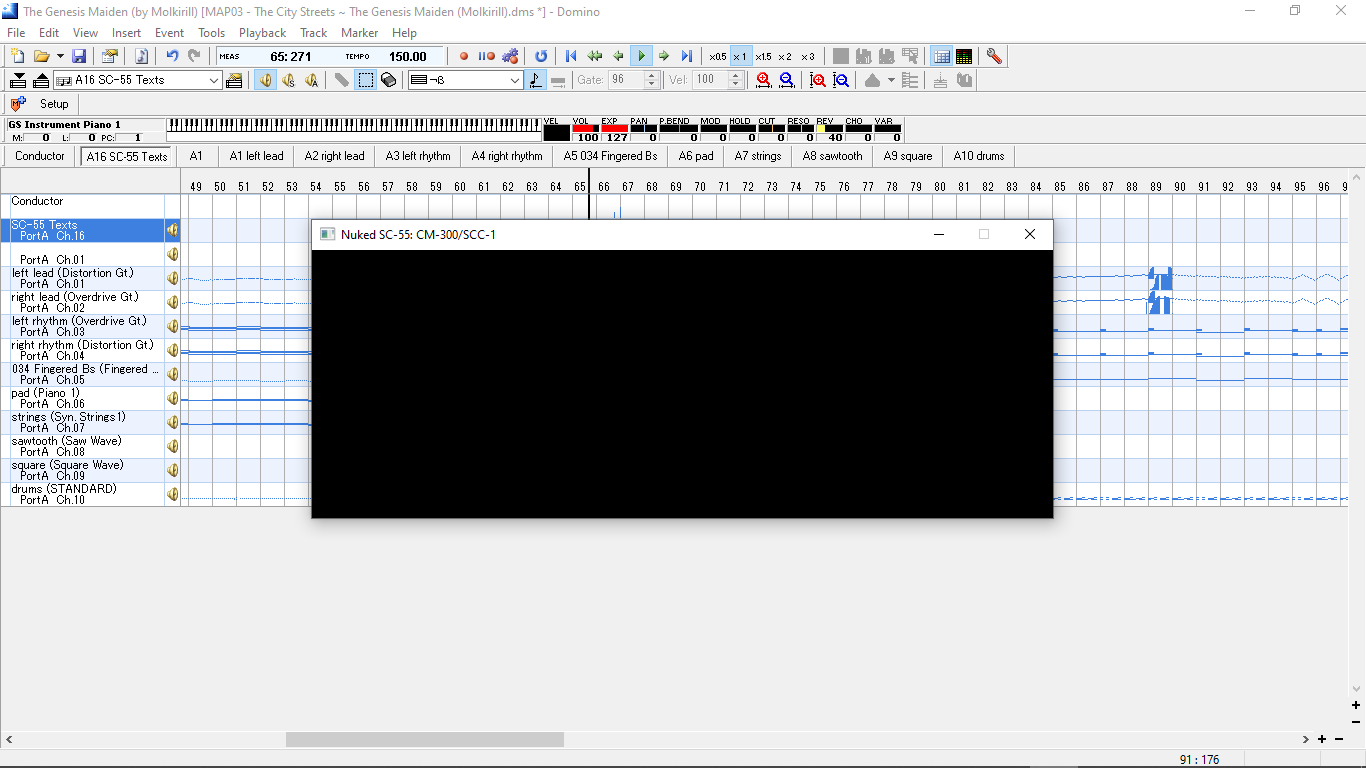 The Genesis Maiden (by Molkirill) [MAP03 - The City Streets ~ The Genesis Maiden (Molkirill).dms *] - Domino
File Edit View Insert Event Tools Playback Track Marker Help
MEAS 65: 271 TEMPO 150.00 x0.5 x 1 x1.5 x 2 x 3
A16 SC-55 Texts ¬ß Gate: 96 Vel: 100
Setup
GS Instrument Piano 1 VEL VOL EXP PAN P.BEND MOD HOLD CUT RESO REV CHO VAR
M: 0 L: 0 PC: 1 100 127 0 0 0 0 0 0 40 0 0
Conductor A16 SC-55 Texts A1 A1 left lead A2 right lead A3 left rhythm A4 right rhythm A5 034 Fingered Bs A6 pad A7 strings A8 sawtooth A9 square A10 drums
49 50 51 52 53 54 55 56 57 58 59 60 61 62 63 64 65 66 67 68 69 70 71 72 73 74 75 76 77 78 79 80 81 82 83 84 85 86 87 88 89 90 91 92 93 94 95 96 9
Conductor
SC-55 Texts
PortA Ch.16
PortA Ch.01
left lead (Distortion Gt.)
PortA Ch.01
right lead (Overdrive Gt.)
PortA Ch.02
left rhythm (Overdrive Gt.)
PortA Ch.03
right rhythm (Distortion Gt.)
PortA Ch.04
034 Fingered Bs (Fingered ...
PortA Ch.05
pad (Piano 1)
PortA Ch.06
strings (Syn. Strings1)
PortA Ch.07
sawtooth (Saw Wave)
PortA Ch.08
square (Square Wave)
PortA Ch.09
drums (STANDARD)
PortA Ch.10
Nuked SC-55: CM-300/SCC-1
91 : 176